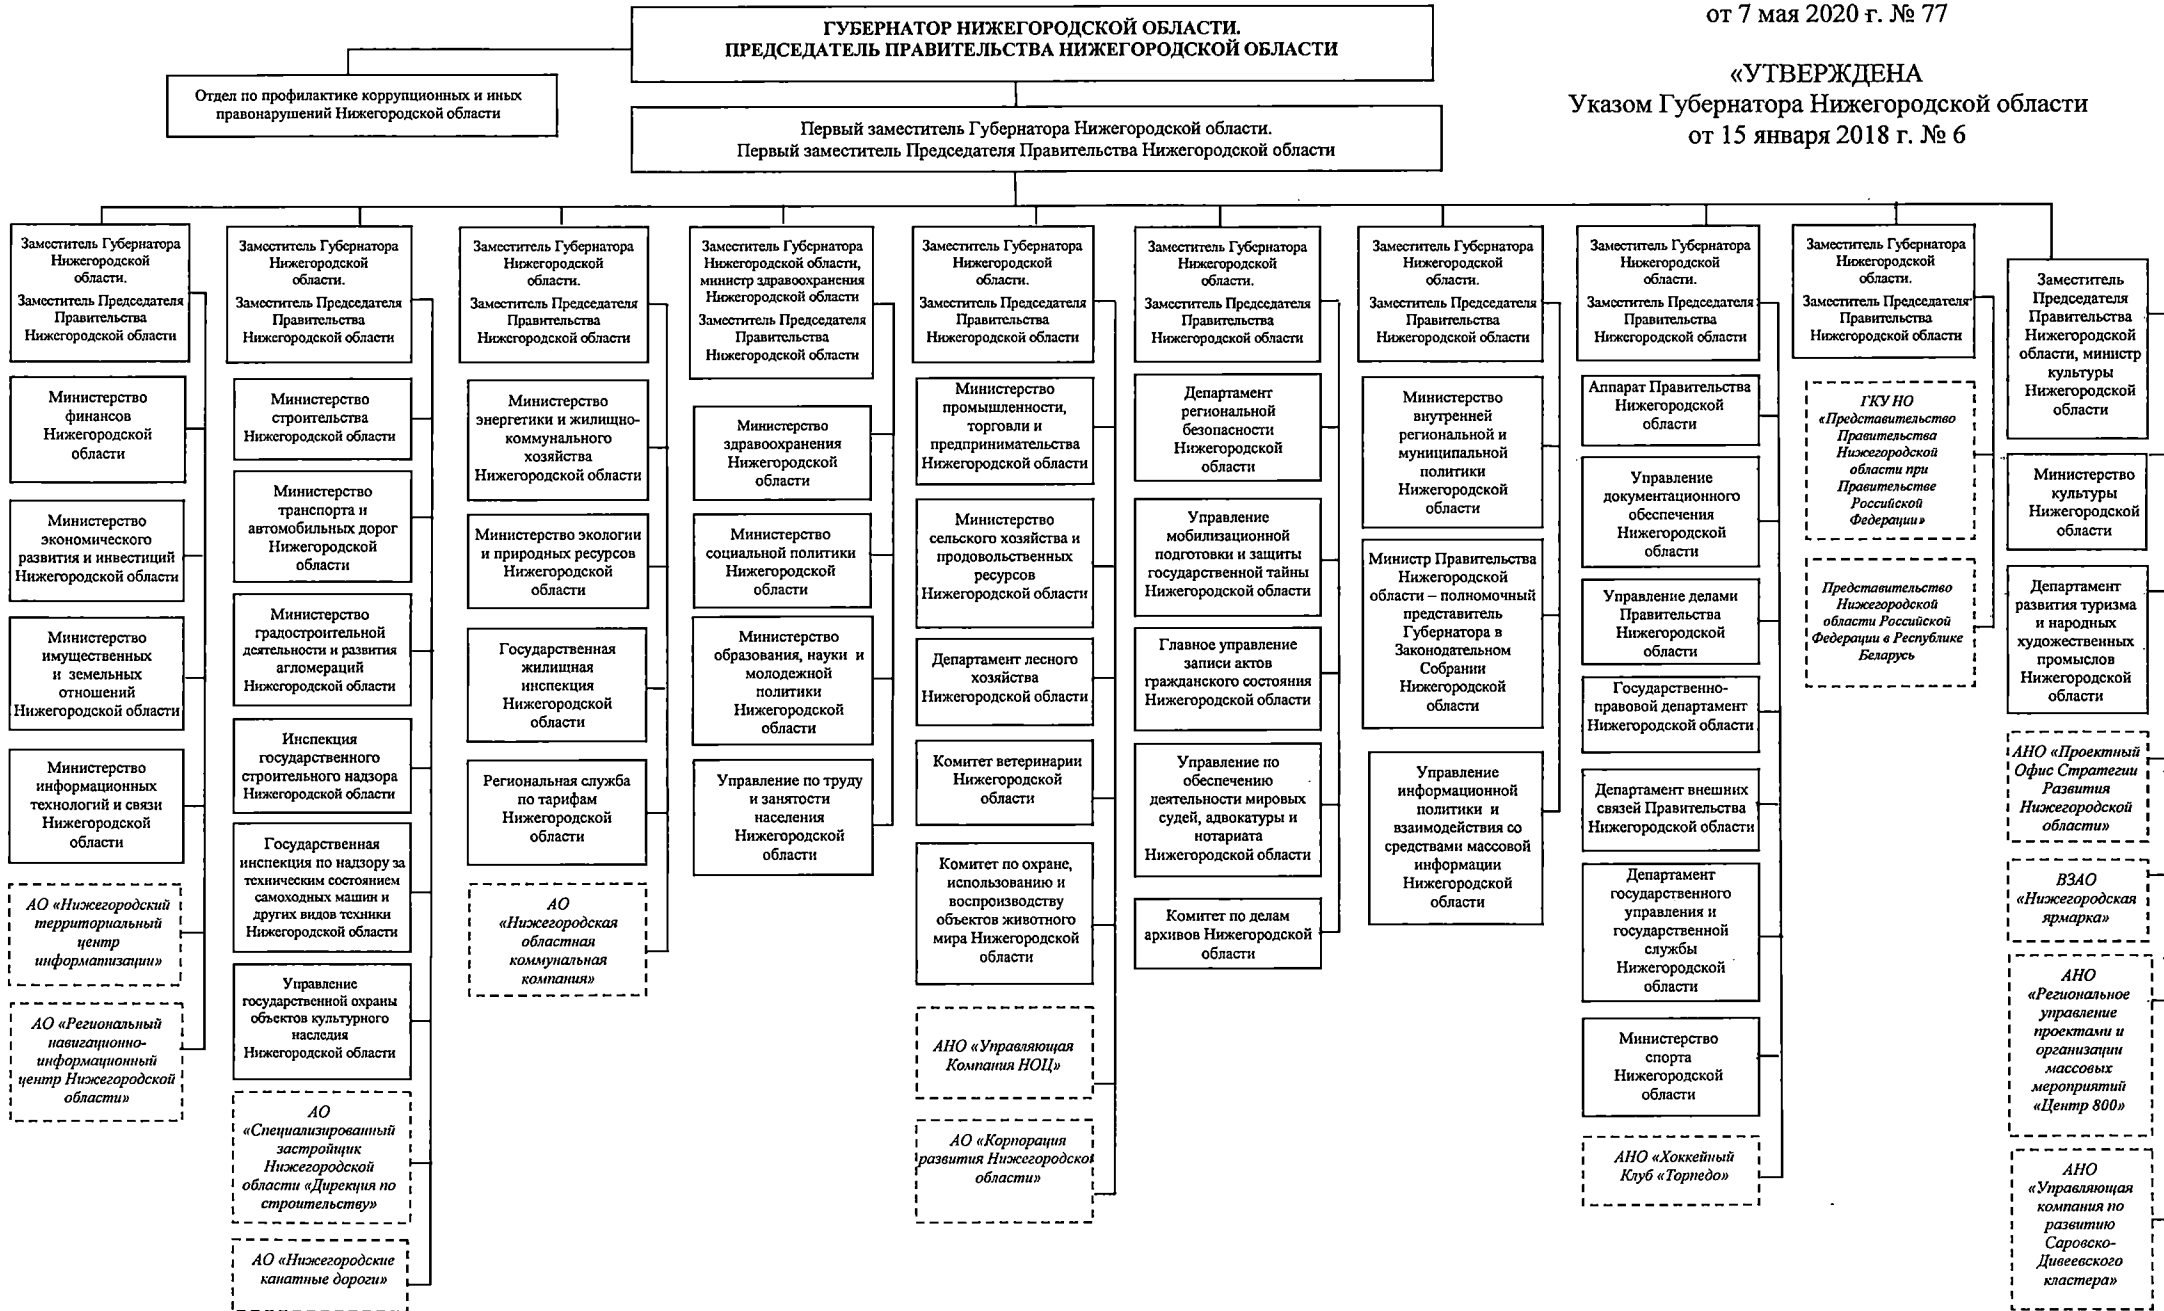 от 7 мая 2020 г. № 77
«УТВЕРЖДЕНА
Указом Губернатора Нижегородской области
от 15 января 2018 г. № 6
ГУБЕРНАТОР НИЖЕГОРОДСКОЙ ОБЛАСТИ.
ПРЕДСЕДАТЕЛЬ ПРАВИТЕЛЬСТВА НИЖЕГОРОДСКОЙ ОБЛАСТИ
Отдел по профилактике коррупционных и иных
правонарушений Нижегородской области
Первый заместитель Губернатора Нижегородской области.
Первый заместитель Председателя Правительства Нижегородской области
Заместитель Губернатора
Нижегородской
области.
Заместитель Председателя
Правительства
Нижегородской области
Министерство
финансов
Нижегородской
области
Министерство
экономического
развития и инвестиций
Нижегородской области
Министерство
имущественных
и земельных
отношений
Нижегородской области
Министерство
информационных
технологий и связи
Нижегородской
области
АО «Нижегородский
территориальный
центр
информатизации»
АО «Региональный
навигационно-
информационный
центр Нижегородской
области»
Заместитель Губернатора
Нижегородской
области.
Заместитель Председателя
Правительства
Нижегородской области
Министерство
строительства
Нижегородской области
Министерство
транспорта и
автомобильных дорог
Нижегородской
области
Министерство
градостроительной
деятельности и развития
агломераций
Нижегородской области
Инспекция
государственного
строительного надзора
Нижегородской области
Государственная
инспекция по надзору за
техническим состоянием
самоходных машин и
других видов техники
Нижегородской области
Управление
государственной охраны
объектов культурного
наследия
Нижегородской области
АО
«Специализированный
застройщик
Нижегородской
области «Дирекция по
строительству»
АО «Нижегородские
канатные дороги»
Заместитель Губернатора
Нижегородской
области.
Заместитель Председателя
Правительства
Нижегородской области
Министерство
энергетики и жилищно-
коммунального
хозяйства
Нижегородской области
Министерство экологии
и природных ресурсов
Нижегородской
области
Государственная
жилищная
инспекция
Нижегородской
области
Региональная служба
по тарифам
Нижегородской
области
АО
«Нижегородская
областная
коммунальная
компания»
Заместитель Губернатора
Нижегородской области,
министр здравоохранения
Нижегородской области
Заместитель Председателя
Правительства
Нижегородской области
Министерство
здравоохранения
Нижегородской
области
Министерство
социальной политики
Нижегородской
области
Министерство
образования, науки и
молодежной
политики
Нижегородской
области
Управление по труду
и занятости
населения
Нижегородской
области
Заместитель Губернатора
Нижегородской
области.
Заместитель Председателя
Правительства
Нижегородской области
Министерство
промышленности,
торговли и
предпринимательства
Нижегородской области
Министерство
сельского хозяйства и
продовольственных
ресурсов
Нижегородской области
Департамент лесного
хозяйства
Нижегородской области
Комитет ветеринарии
Нижегородской
области
Комитет по охране,
использованию и
воспроизводству
объектов животного
мира Нижегородской
области
АНО «Управляющая
Компания НОЦ»
АО «Корпорация
развития Нижегородской
области»
Заместитель Губернатора
Нижегородской
области.
Заместитель Председателя
Правительства
Нижегородской области
Департамент
региональной
безопасности
Нижегородской
области
Управление
мобилизационной
подготовки и защиты
государственной тайны
Нижегородской области
Главное управление
записи актов
гражданского состояния
Нижегородской области
Управление по
обеспечению
деятельности мировых
судей, адвокатуры и
нотариата
Нижегородской области
Комитет по делам
архивов Нижегородской
области
Заместитель Губернатора
Нижегородской
области.
Заместитель Председателя
Правительства
Нижегородской области
Министерство
внутренней
региональной и
муниципальной
политики
Нижегородской
области
Министр Правительства
Нижегородской
области – полномочный
представитель
Губернатора в
Законодательном
Собрании
Нижегородской
области
Управление
информационной
политики и
взаимодействия со
средствами массовой
информации
Нижегородской
области
Заместитель Губернатора
Нижегородской
области.
Заместитель Председателя
Правительства
Нижегородской области
Аппарат Правительства
Нижегородской
области
Управление
документационного
обеспечения
Нижегородской
области
Управление делами
Правительства
Нижегородской
области
Государственно-
правовой департамент
Нижегородской области
Департамент внешних
связей Правительства
Нижегородской области
Департамент
государственного
управления и
государственной
службы
Нижегородской
области
Министерство
спорта
Нижегородской
области
АНО «Хоккейный
Клуб «Торпедо»
Заместитель Губернатора
Нижегородской
области.
Заместитель Председателя
Правительства
Нижегородской области
ГКУ НО
«Представительство
Правительства
Нижегородской
области при
Правительстве
Российской
Федерации»
Представительство
Нижегородской
области Российской
Федерации в Республике
Беларусь
Заместитель
Председателя
Правительства
Нижегородской
области, министр
культуры
Нижегородской
области
Министерство
культуры
Нижегородской
области
Департамент
развития туризма
и народных
художественных
промыслов
Нижегородской
области
АНО «Проектный
Офис Стратегии
Развития
Нижегородской
области»
ВЗАО
«Нижегородская
ярмарка»
АНО
«Региональное
управление
проектами и
организации
массовых
мероприятий
«Центр 800»
АНО
«Управляющая
компания по
развитию
Саровско-
Дивеевского
кластера»